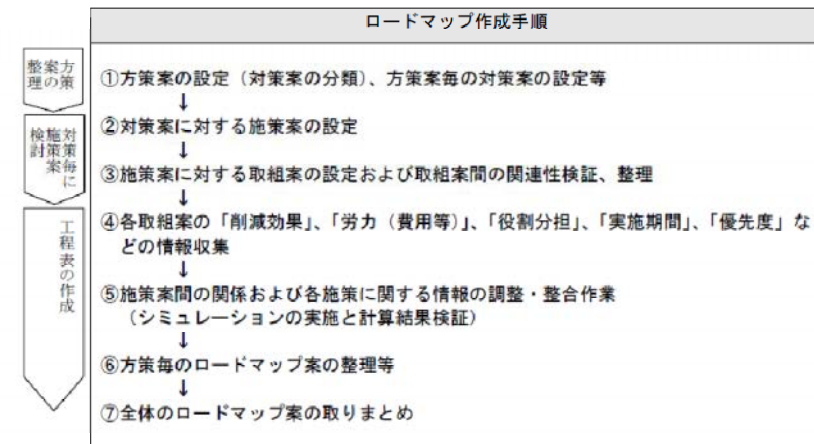 ロードマップ作成手順
方策
案の
整理
①方策案の設定（対策案の分類）、方策案毎の対策案の設定等
↓
②対策案に対する施策案の設定
↓
対策毎に
施策案
検討
③施策案に対する取組案の設定および取組案間の関連性検証、整理
↓
工程表の作成
④各取組案の「削減効果」、「労力（費用等）」、「役割分担」、「実施期間」、「優先度」な
どの情報収集
↓
⑤施策案間の関係および各施策に関する情報の調整・整合作業
（シミュレーションの実施と計算結果検証）
↓
⑥方策毎のロードマップ案の整理等
↓
⑦全体のロードマップ案の取りまとめ